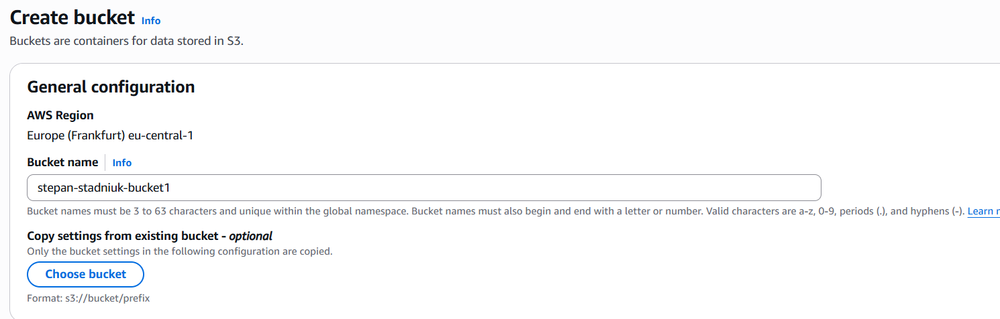 Create bucket Info
Buckets are containers for data stored in S3.
General configuration
AWS Region
Europe (Frankfurt) eu-central-1
Bucket name Info
stepan-stadniuk-bucket1
Bucket names must be 3 to 63 characters and unique within the global namespace. Bucket names must also begin and end with a letter or number. Valid characters are a-z, 0-9, periods (.), and hyphens (-). Learn
Copy settings from existing bucket - optional
Only the bucket settings in the following configuration are copied.
Choose bucket
Format: s3://bucket/prefix